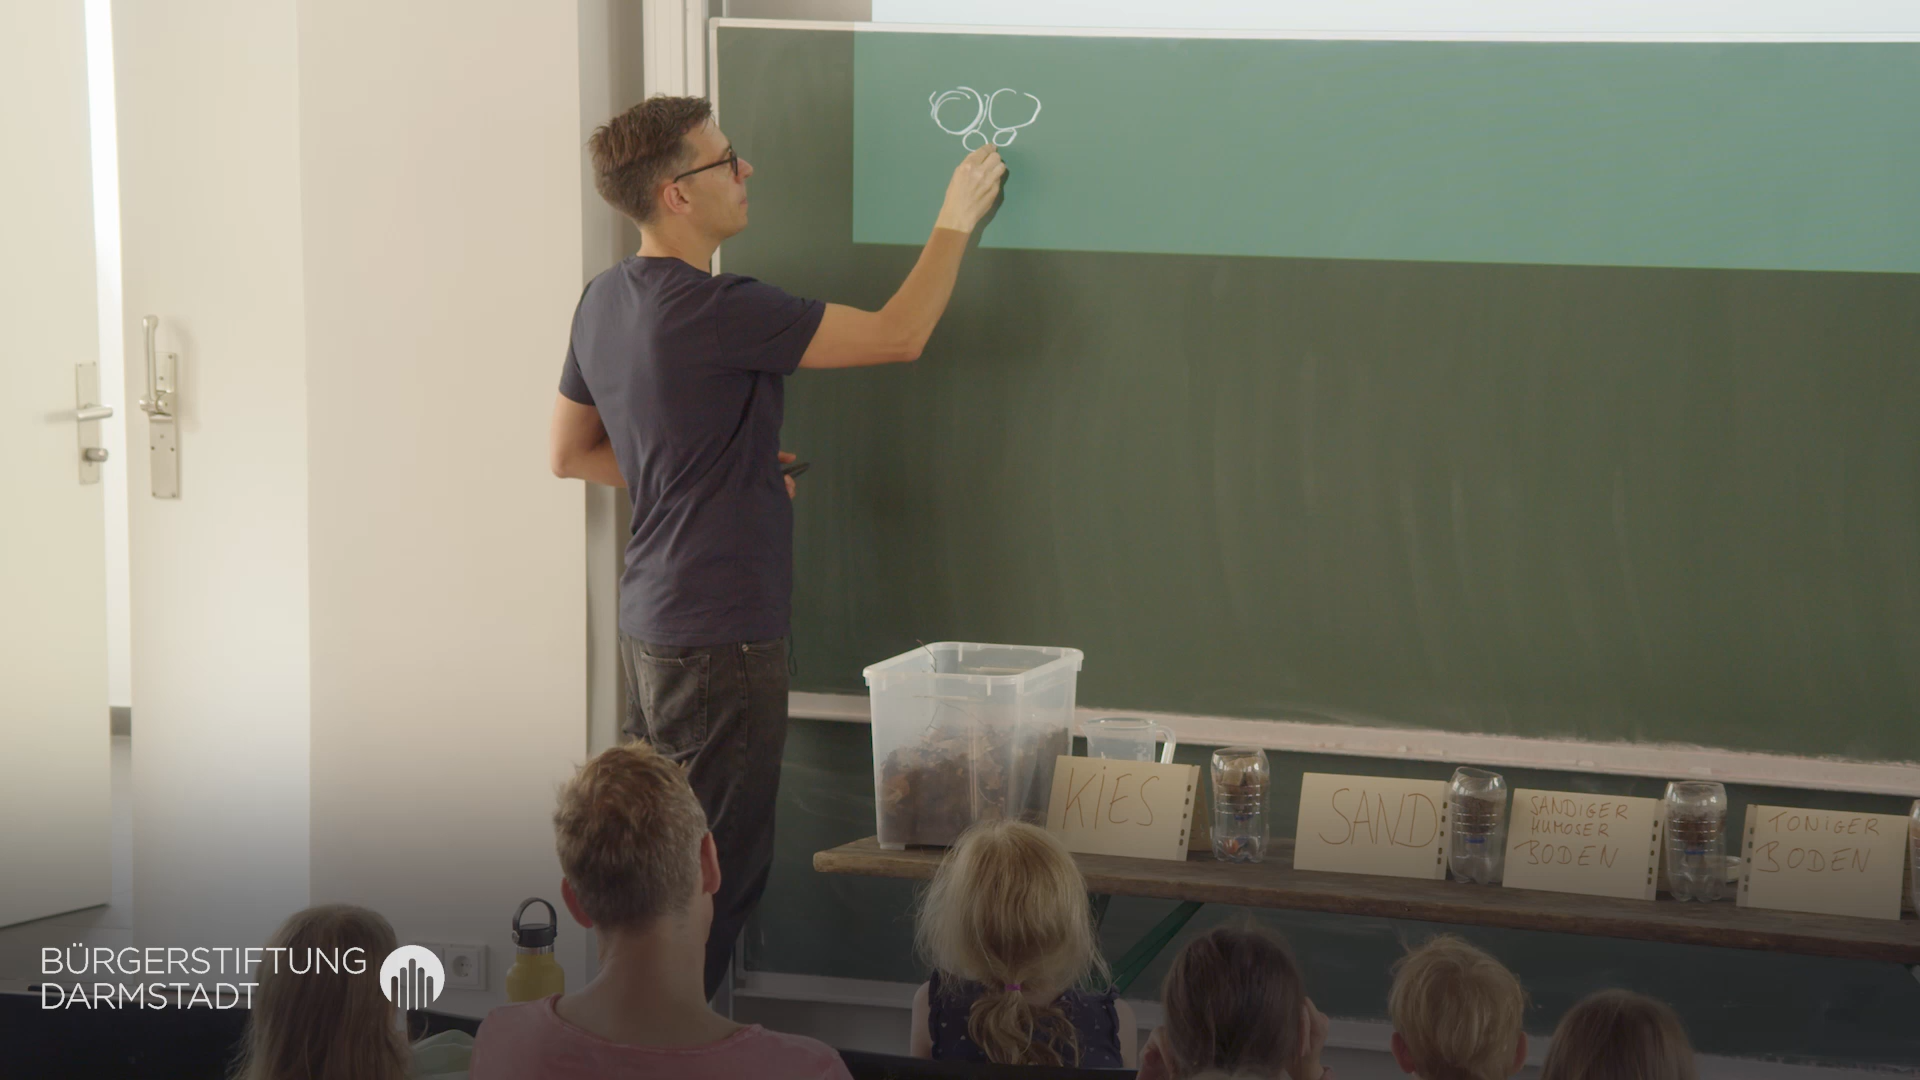 KIES
SAND
SANDIGER
HUMOSER
BODEN
TONIGER
BODEN
BÜRGERSTIFTUNG
DARMSTADT